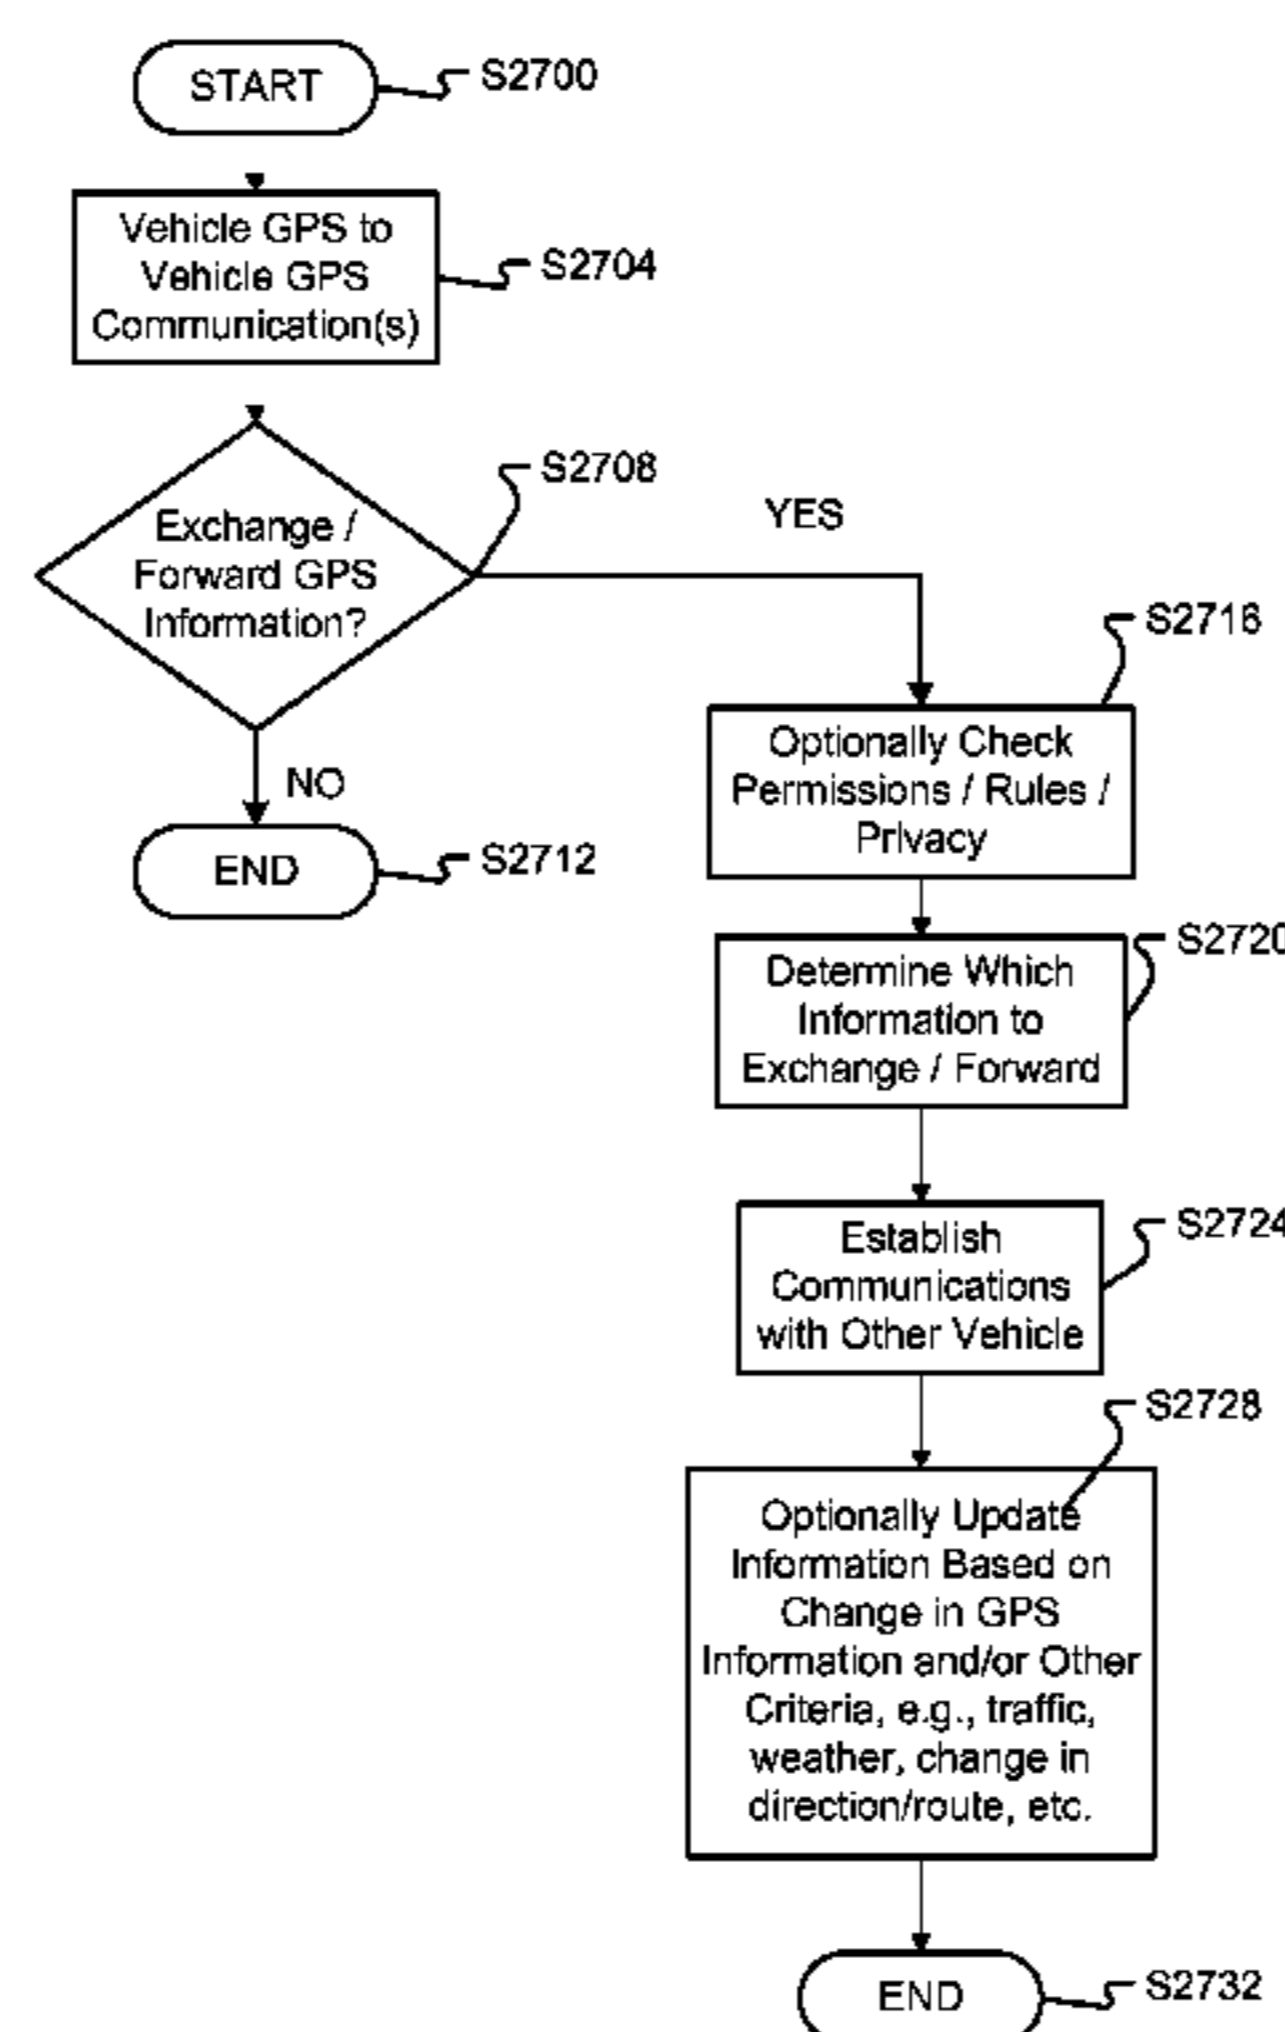 START
S2700
Vehicle GPS to
Vehicle GPS
Communication(s)
S2704
Exchange /
Forward GPS
Information?
S2708
YES
NO
END
S2712
S2716
Optionally Check
Permissions / Rules /
Privacy
S2720
Determine Which
Information to
Exchange / Forward
S2724
Establish
Communications
with Other Vehicle
S2728
Optionally Update
Information Based on
Change in GPS
Information and/or Other
Criteria, e.g., traffic,
weather, change in
direction/route, etc.
END
S2732